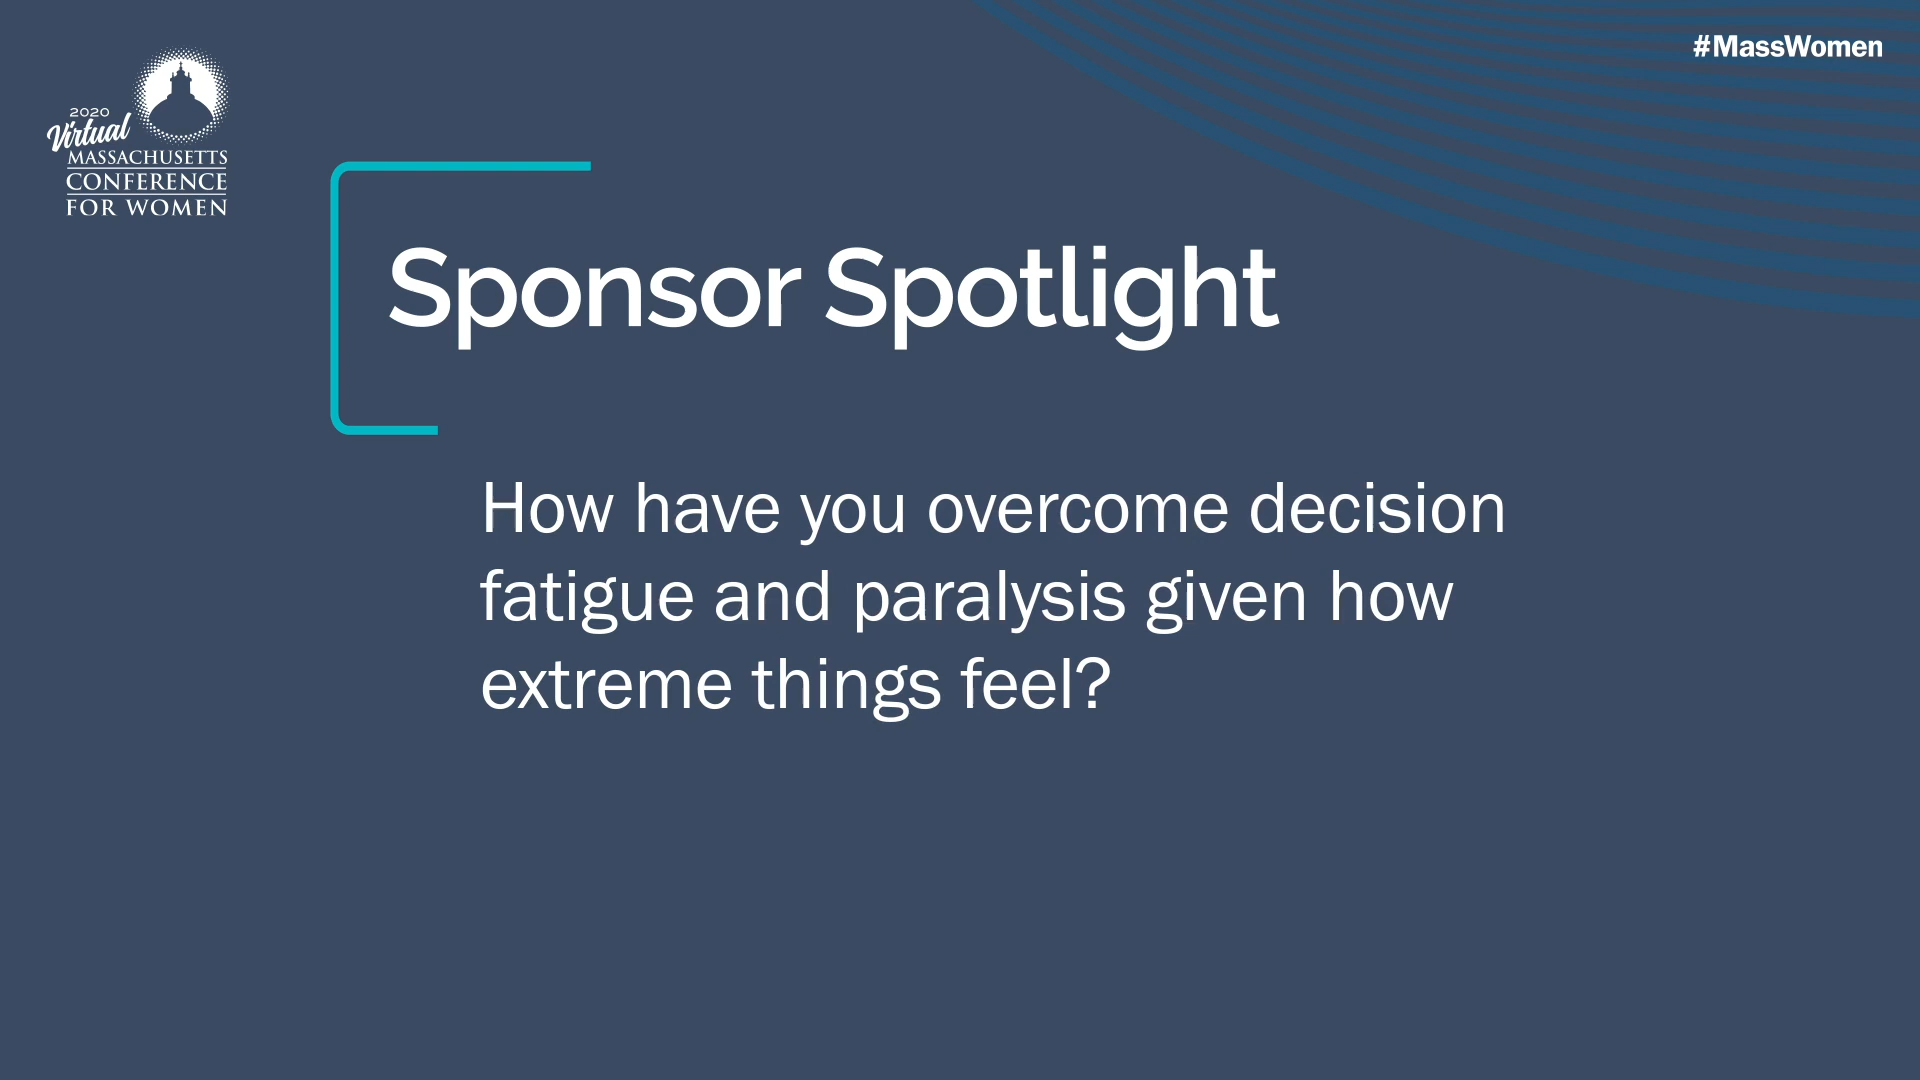 #MassWomen
2020
Virtual
MASSACHUSETTS
CONFERENCE
FOR WOMEN
Sponsor Spotlight
How have you overcome decision
fatigue and paralysis given how
extreme things feel?